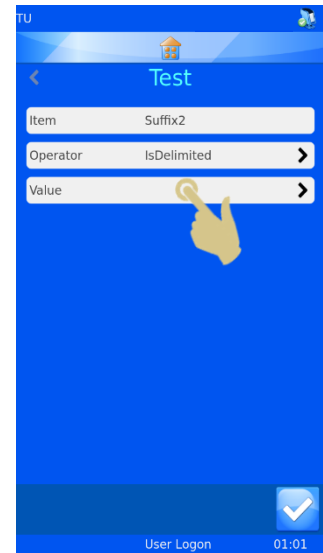 TU
Test
Item Suffix2
Operator IsDelimited
Value
User Logon 01:01